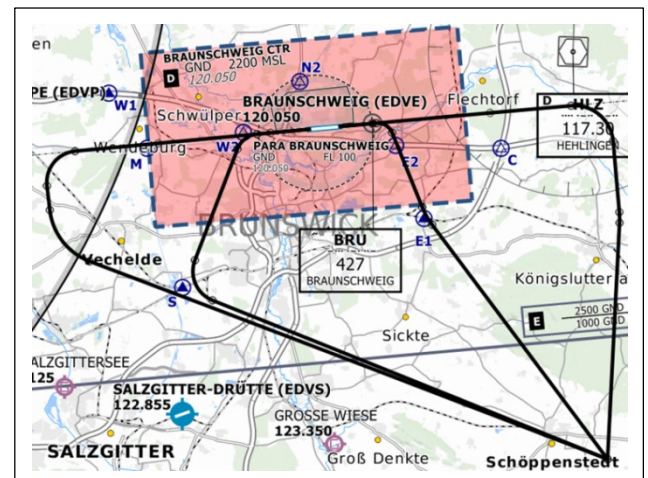 en
BRAUNSCHWEIG CTR
GND 2200 MSL
D
120.050
N2
PE (EDVP)
W1
BRAUNSCHWEIG (EDVE)
120.050
Flechtorf
D HLZ
117.30
HEHLINGEN
Schwülper
W2
PARA BRAUNSCHWEIG
GND FL 100
120.050
E2
C
Wendeburg
M
BRUNSWICK
E1
BRU
427
BRAUNSCHWEIG
Vechelde
S
Königslutter a
E
2500 GND
1000 GND
Sickte
ALZGITTERSEE
125
SALZGITTER-DRÜTTE (EDVS)
122.855
GROSSE WIESE
123.350
SALZGITTER
Groß Denkte
Schöppenstedt